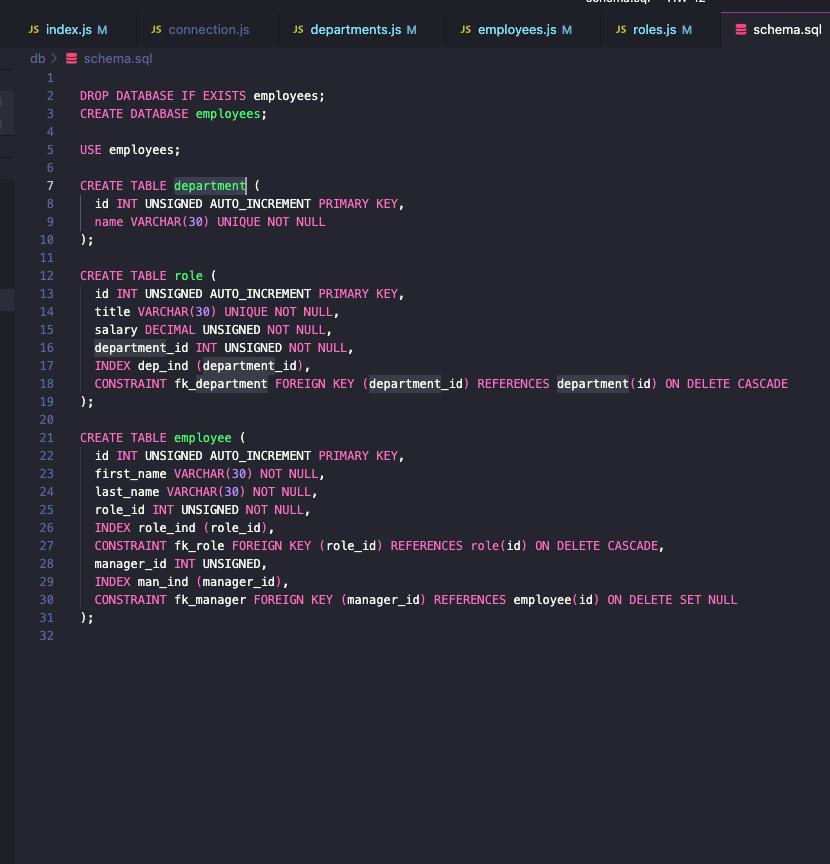 schema.sql — HW-12
JS index.js M JS connection.js JS departments.js M JS employees.js M JS roles.js M schema.sql
db > schema.sql
1
2 DROP DATABASE IF EXISTS employees;
3 CREATE DATABASE employees;
4
5 USE employees;
6
7 CREATE TABLE department (
8 id INT UNSIGNED AUTO_INCREMENT PRIMARY KEY,
9 name VARCHAR(30) UNIQUE NOT NULL
10 );
11
12 CREATE TABLE role (
13 id INT UNSIGNED AUTO_INCREMENT PRIMARY KEY,
14 title VARCHAR(30) UNIQUE NOT NULL,
15 salary DECIMAL UNSIGNED NOT NULL,
16 department_id INT UNSIGNED NOT NULL,
17 INDEX dep_ind (department_id),
18 CONSTRAINT fk_department FOREIGN KEY (department_id) REFERENCES department(id) ON DELETE CASCADE
19 );
20
21 CREATE TABLE employee (
22 id INT UNSIGNED AUTO_INCREMENT PRIMARY KEY,
23 first_name VARCHAR(30) NOT NULL,
24 last_name VARCHAR(30) NOT NULL,
25 role_id INT UNSIGNED NOT NULL,
26 INDEX role_ind (role_id),
27 CONSTRAINT fk_role FOREIGN KEY (role_id) REFERENCES role(id) ON DELETE CASCADE,
28 manager_id INT UNSIGNED,
29 INDEX man_ind (manager_id),
30 CONSTRAINT fk_manager FOREIGN KEY (manager_id) REFERENCES employee(id) ON DELETE SET NULL
31 );
32